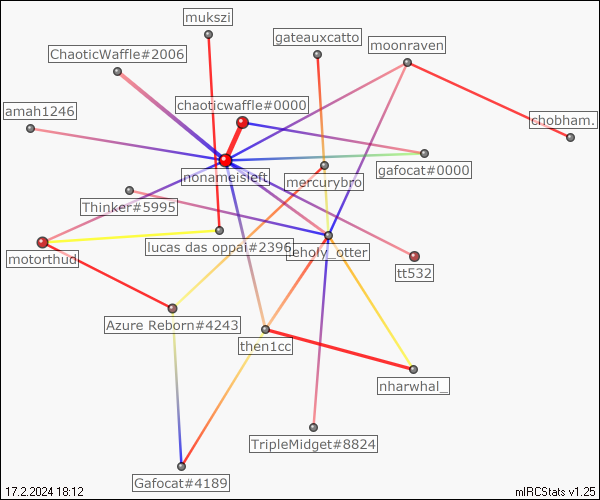 mukszi
gateauxcatto
moonraven
ChaoticWaffle#2006
chaoticwaffle#0000
amah1246
chobham.
gafocat#0000
nonameisleft
mercurybro
Thinker#5995
lucas das oppai#2396
.leholy_otter
motorthud
tt532
Azure Reborn#4243
then1cc
nharwhal_
TripleMidget#8824
Gafocat#4189
17.2.2024 18:12
mIRCStats v1.25